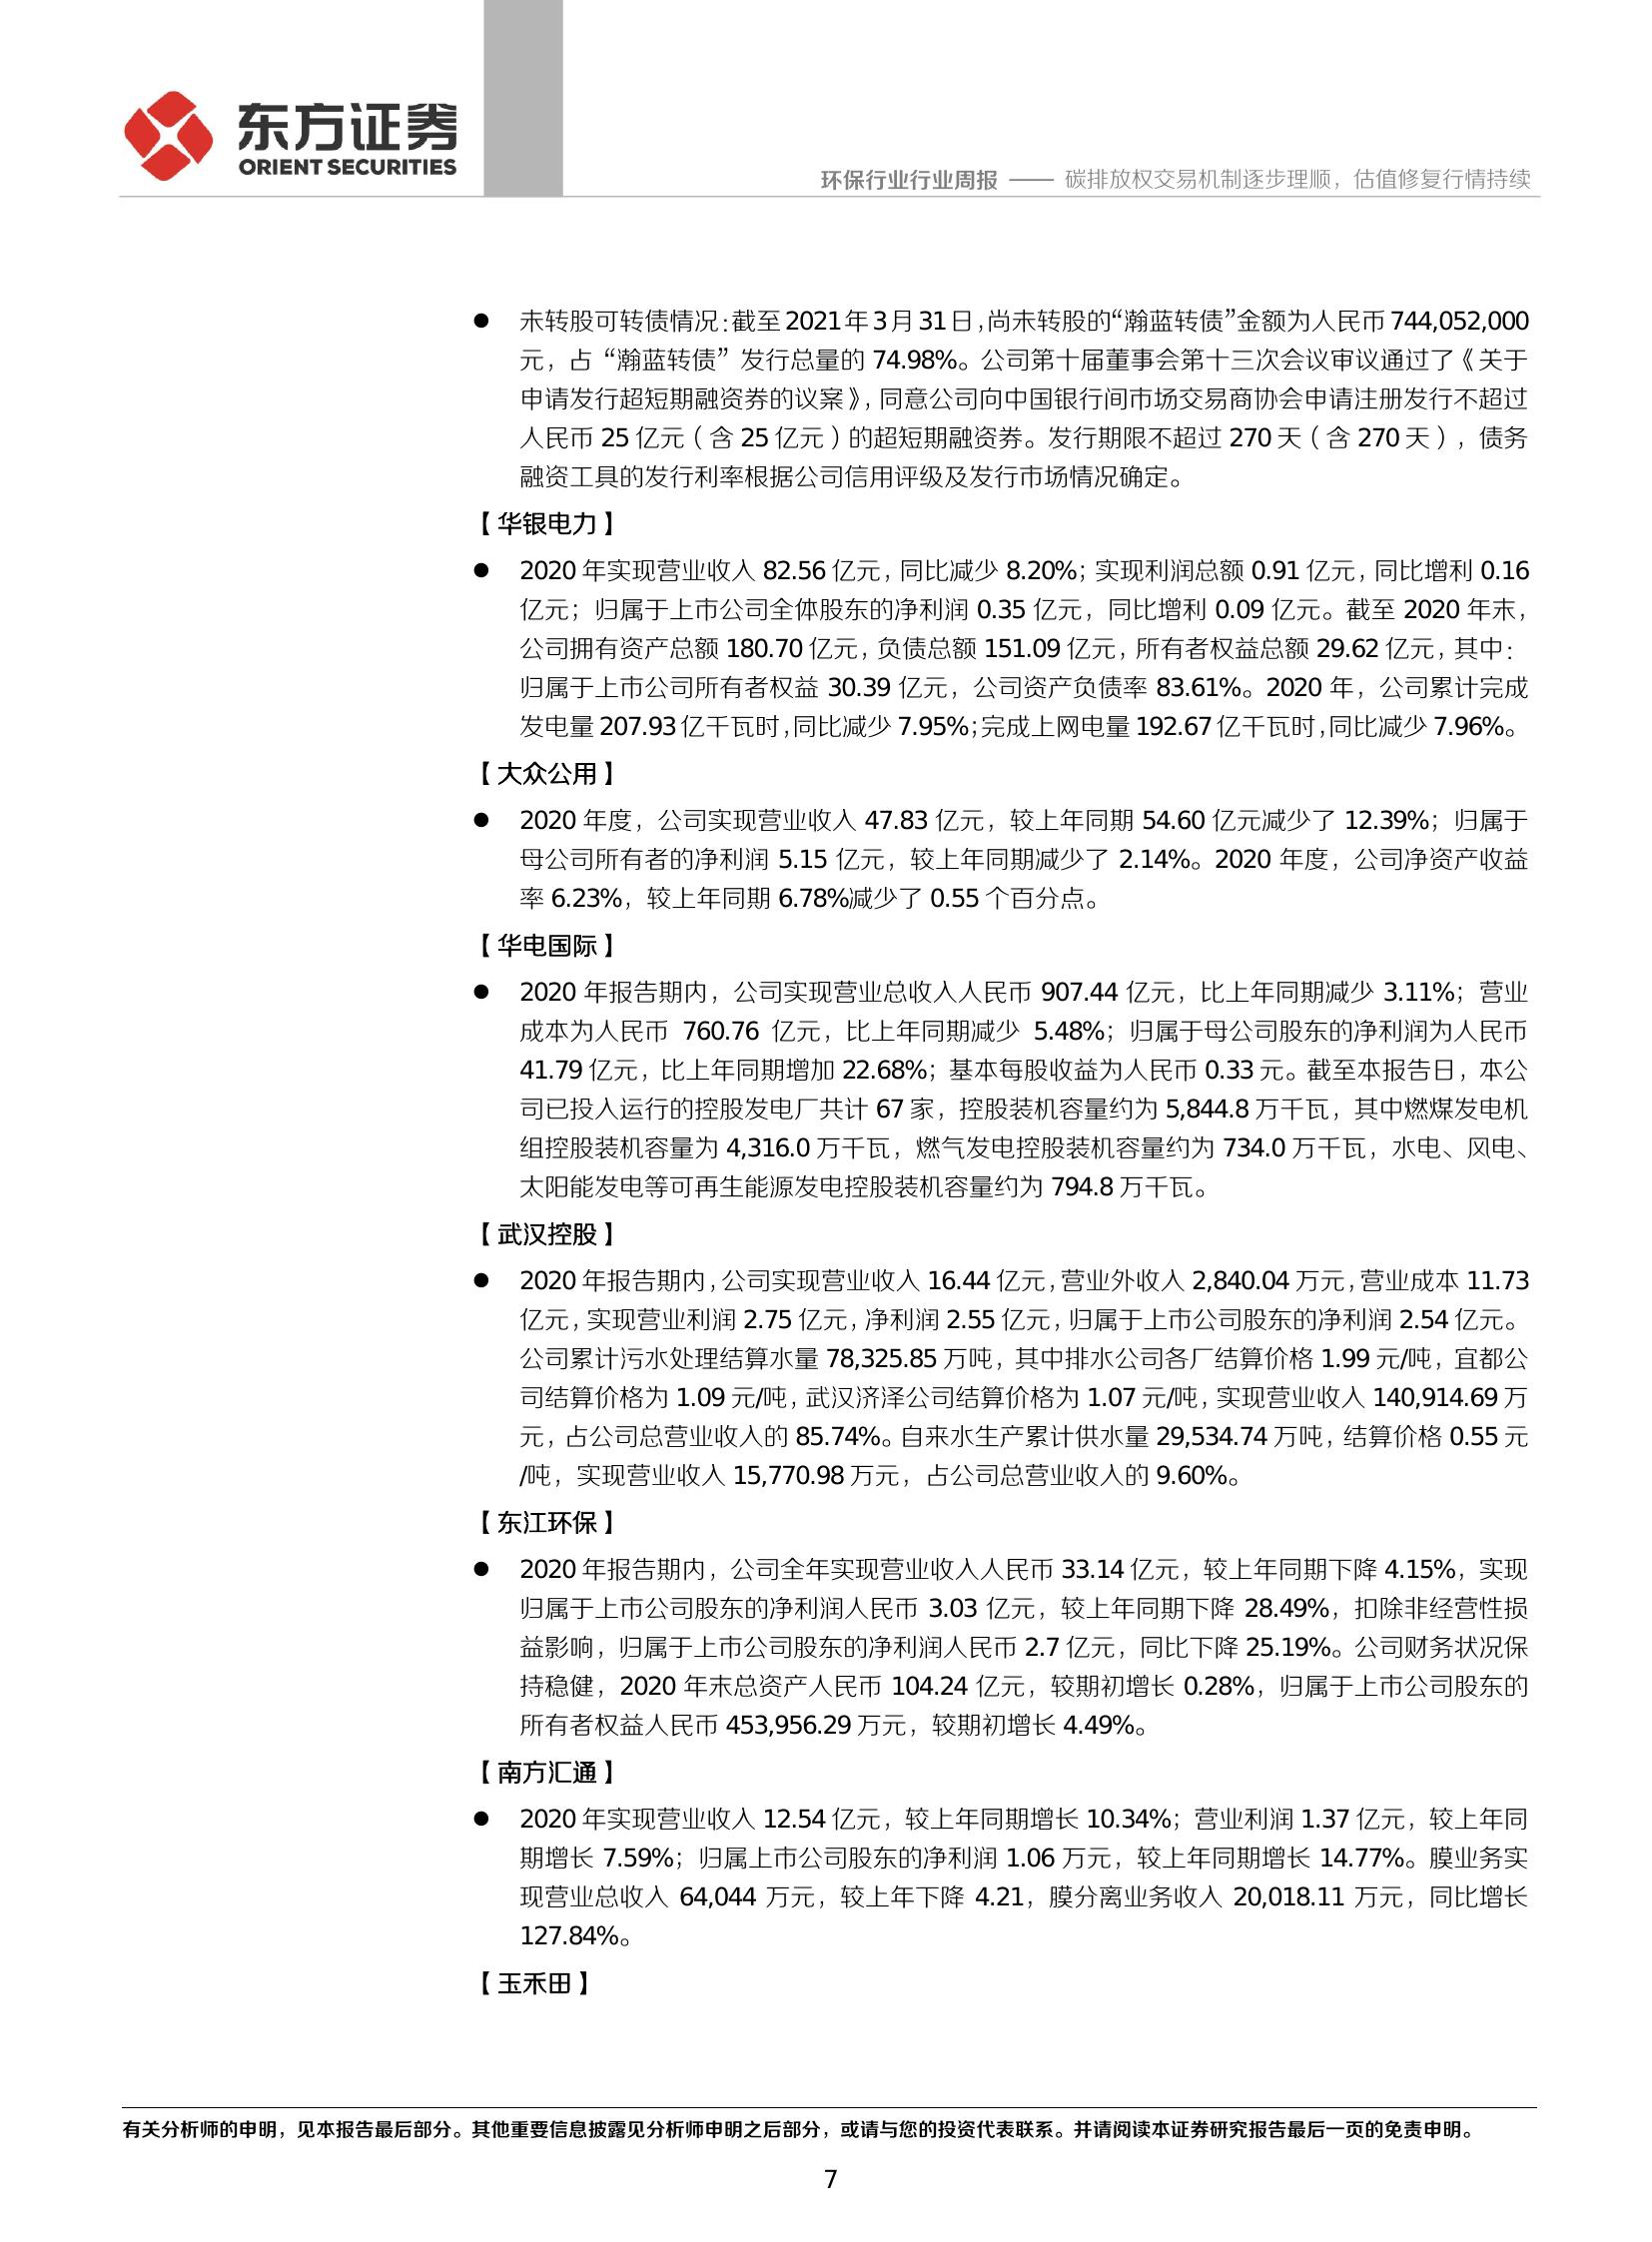 东方证券
ORIENT SECURITIES
环保行业行业周报 —— 碳排放权交易机制逐步理顺，估值修复行情持续
● 未转股可转债情况：截至 2021 年 3 月 31 日，尚未转股的“瀚蓝转债”金额为人民币 744,052,000
元，占“瀚蓝转债”发行总量的 74.98%。公司第十届董事会第十三次会议审议通过了《关于
申请发行超短期融资券的议案》，同意公司向中国银行间市场交易商协会申请注册发行不超过
人民币 25 亿元（含 25 亿元）的超短期融资券。发行期限不超过 270 天（含 270 天），债务
融资工具的发行利率根据公司信用评级及发行市场情况确定。
【华银电力】
● 2020 年实现营业收入 82.56 亿元，同比减少 8.20%；实现利润总额 0.91 亿元，同比增利 0.16
亿元；归属于上市公司全体股东的净利润 0.35 亿元，同比增利 0.09 亿元。截至 2020 年末，
公司拥有资产总额 180.70 亿元，负债总额 151.09 亿元，所有者权益总额 29.62 亿元，其中：
归属于上市公司所有者权益 30.39 亿元，公司资产负债率 83.61%。2020 年，公司累计完成
发电量 207.93 亿千瓦时，同比减少 7.95%；完成上网电量 192.67 亿千瓦时，同比减少 7.96%。
【大众公用】
● 2020 年度，公司实现营业收入 47.83 亿元，较上年同期 54.60 亿元减少了 12.39%；归属于
母公司所有者的净利润 5.15 亿元，较上年同期减少了 2.14%。2020 年度，公司净资产收益
率 6.23%，较上年同期 6.78%减少了 0.55 个百分点。
【华电国际】
● 2020 年报告期内，公司实现营业总收入人民币 907.44 亿元，比上年同期减少 3.11%；营业
成本为人民币 760.76 亿元，比上年同期减少 5.48%；归属于母公司股东的净利润为人民币
41.79 亿元，比上年同期增加 22.68%；基本每股收益为人民币 0.33 元。截至本报告日，本公
司已投入运行的控股发电厂共计 67 家，控股装机容量约为 5,844.8 万千瓦，其中燃煤发电机
组控股装机容量为 4,316.0 万千瓦，燃气发电控股装机容量约为 734.0 万千瓦，水电、风电、
太阳能发电等可再生能源发电控股装机容量约为 794.8 万千瓦。
【武汉控股】
● 2020 年报告期内，公司实现营业收入 16.44 亿元，营业外收入 2,840.04 万元，营业成本 11.73
亿元，实现营业利润 2.75 亿元，净利润 2.55 亿元，归属于上市公司股东的净利润 2.54 亿元。
公司累计污水处理结算水量 78,325.85 万吨，其中排水公司各厂结算价格 1.99 元/吨，宜都公
司结算价格为 1.09 元/吨，武汉济泽公司结算价格为 1.07 元/吨，实现营业收入 140,914.69 万
元，占公司总营业收入的 85.74%。自来水生产累计供水量 29,534.74 万吨，结算价格 0.55 元
/吨，实现营业收入 15,770.98 万元，占公司总营业收入的 9.60%。
【东江环保】
● 2020 年报告期内，公司全年实现营业收入人民币 33.14 亿元，较上年同期下降 4.15%，实现
归属于上市公司股东的净利润人民币 3.03 亿元，较上年同期下降 28.49%，扣除非经营性损
益影响，归属于上市公司股东的净利润人民币 2.7 亿元，同比下降 25.19%。公司财务状况保
持稳健，2020 年末总资产人民币 104.24 亿元，较期初增长 0.28%，归属于上市公司股东的
所有者权益人民币 453,956.29 万元，较期初增长 4.49%。
【南方汇通】
● 2020 年实现营业收入 12.54 亿元，较上年同期增长 10.34%；营业利润 1.37 亿元，较上年同
期增长 7.59%；归属上市公司股东的净利润 1.06 万元，较上年同期增长 14.77%。膜业务实
现营业总收入 64,044 万元，较上年下降 4.21，膜分离业务收入 20,018.11 万元，同比增长
127.84%。
【玉禾田】
有关分析师的申明，见本报告最后部分。其他重要信息披露见分析师申明之后部分，或请与您的投资代表联系。并请阅读本证券研究报告最后一页的免责申明。
7